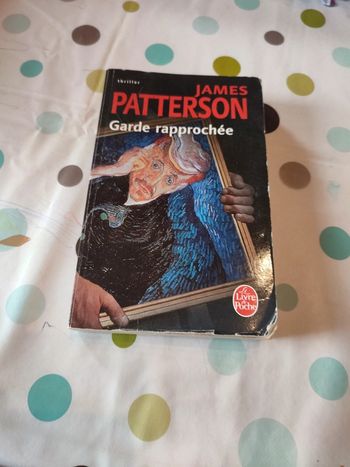 thriller
JAMES
PATTERSON
Garde rapprochée
Le
Livre
de
Poche